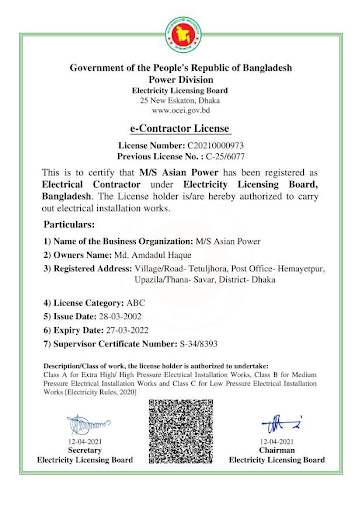 Government of the People's Republic of Bangladesh
Power Division
Electricity Licensing Board
25 New Eskaton, Dhaka
www.ocei.gov.bd
e-Contractor License
License Number: C20210000973
Previous License No. : C-25/6077
This is to certify that M/S Asian Power has been registered as
Electrical Contractor under Electricity Licensing Board,
Bangladesh. The License holder is/are hereby authorized to carry
out electrical installation works.
Particulars:
1) Name of the Business Organization: M/S Asian Power
2) Owners Name: Md. Amdadul Haque
3) Registered Address: Village/Road- Tetuljhora, Post Office- Hemayetpur,
Upazila/Thana- Savar, District- Dhaka
4) License Category: ABC
5) Issue Date: 28-03-2002
6) Expiry Date: 27-03-2022
7) Supervisor Certificate Number: S-34/8393
Description/Class of work, the license holder is authorized to undertake:
Class A for Extra High/ High Pressure Electrical Installation Works, Class B for Medium
Pressure Electrical Installation Works and Class C for Low Pressure Electrical Installation
Works [Electricity Rules, 2020]
12-04-2021
Secretary
Electricity Licensing Board
12-04-2021
Chairman
Electricity Licensing Board